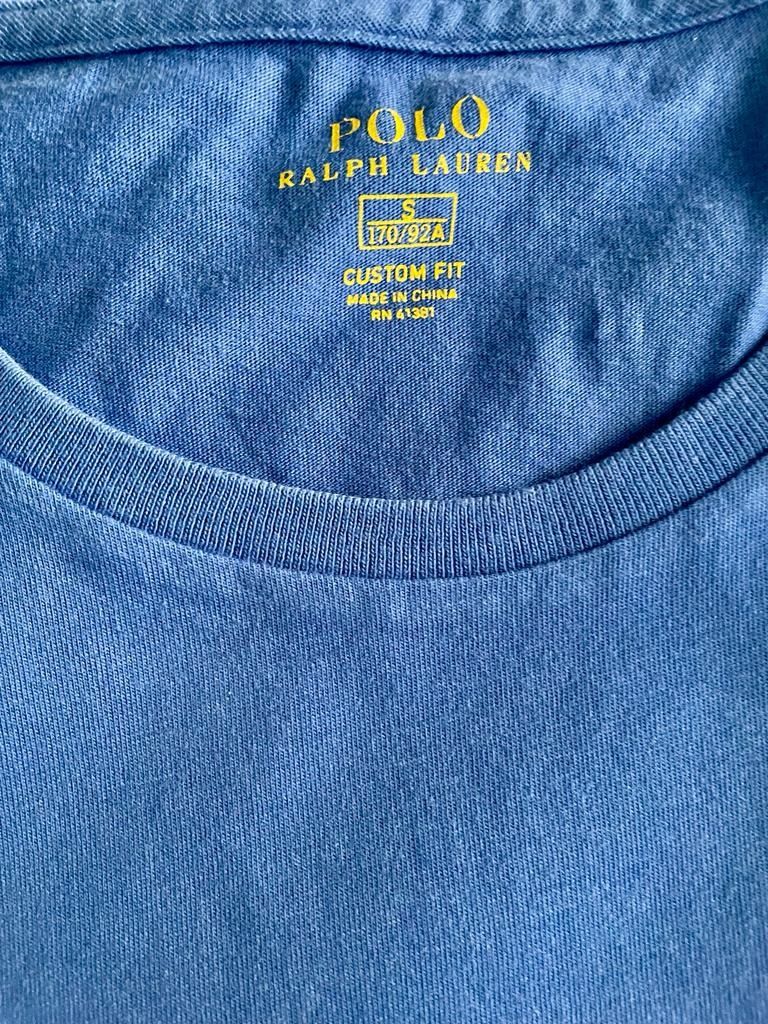 POLO
RALPH LAUREN
S
170/92A
CUSTOM FIT
MADE IN CHINA
RN 41381